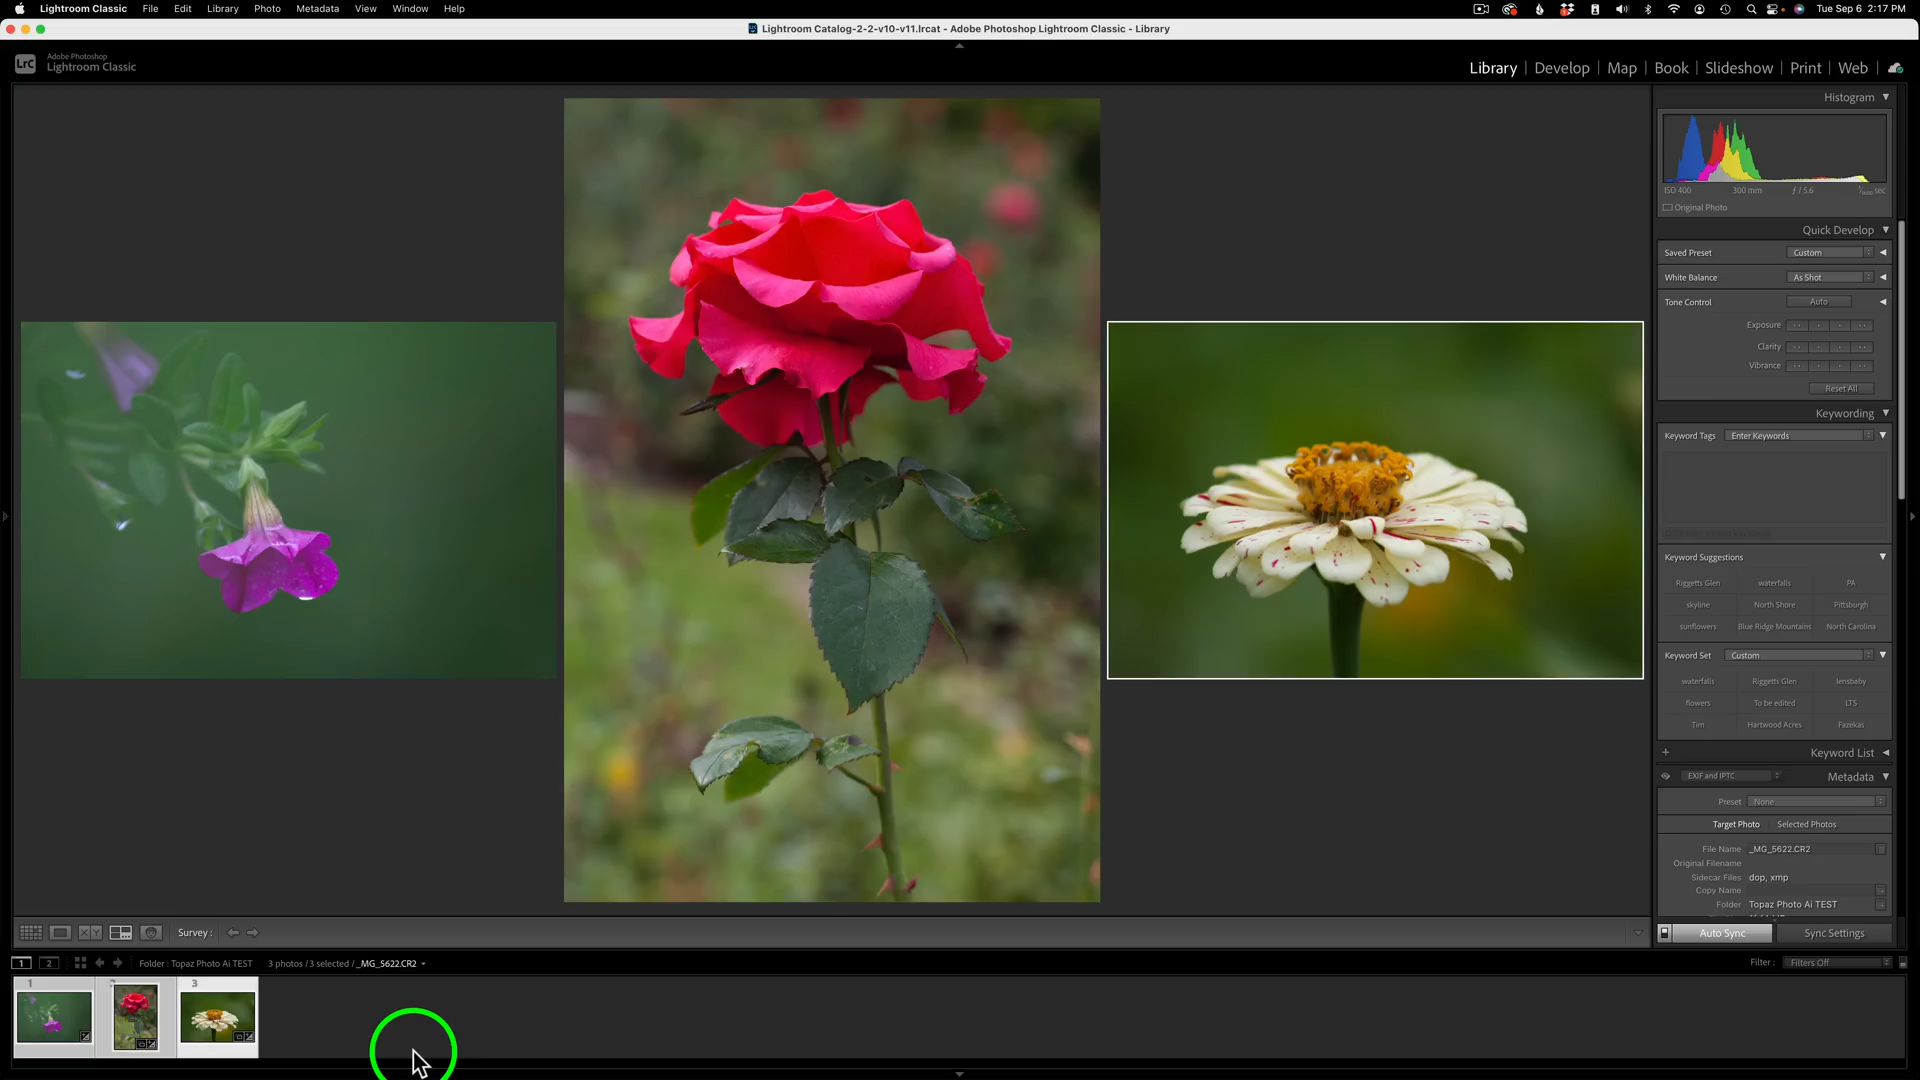 Lightroom Classic File Edit Library Photo Metadata View Window Help Tue Sep 6 2:17 PM
Lightroom Catalog-2-2-v10-v11.lrcat - Adobe Photoshop Lightroom Classic - Library
LrC
Adobe Photoshop
Lightroom Classic
Library | Develop | Map | Book | Slideshow | Print | Web
Histogram
ISO 400 300 mm ƒ / 5.6 sec
Original Photo
Quick Develop
Saved Preset Custom
White Balance As Shot
Tone Control Auto
Exposure
Clarity
Vibrance
Reset All
Keywording
Keyword Tags Enter Keywords
Keyword Suggestions
Riggetts Glen waterfalls PA
skyline North Shore Pittsburgh
sunflowers Blue Ridge Mountains North Carolina
Keyword Set Custom
waterfalls Riggetts Glen lensbaby
flowers To be edited LTS
Tim Hartwood Acres Fazekas
+ Keyword List
EXIF and IPTC Metadata
Preset None
Target Photo Selected Photos
File Name _MG_5622.CR2
Original Filename
Sidecar Files dop, xmp
Copy Name
Folder Topaz Photo Ai TEST
X Y Survey : Auto Sync Sync Settings
1 2 Folder : Topaz Photo Ai TEST 3 photos / 3 selected / _MG_5622.CR2 Filter : Filters Off
1 3